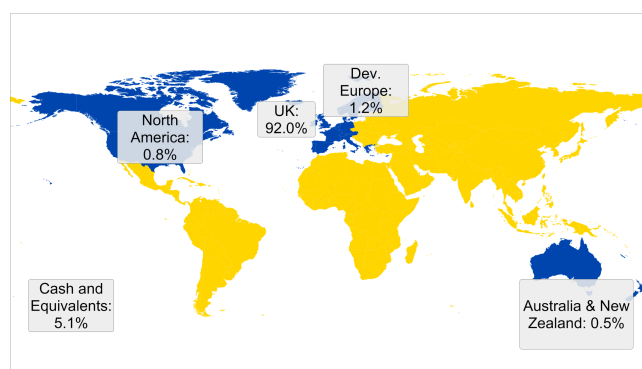 Dev.
Europe:
1.2%
UK:
92.0%
North
America:
0.8%
Cash and
Equivalents:
5.1%
Australia & New
Zealand: 0.5%